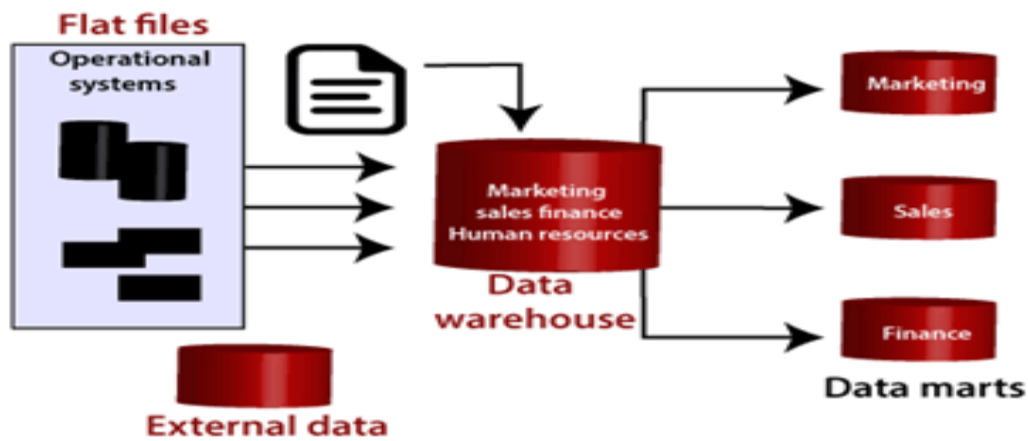 Flat files
Operational
systems
Marketing
sales finance
Human resources
Data
warehouse
External data
Marketing
Sales
Finance
Data marts